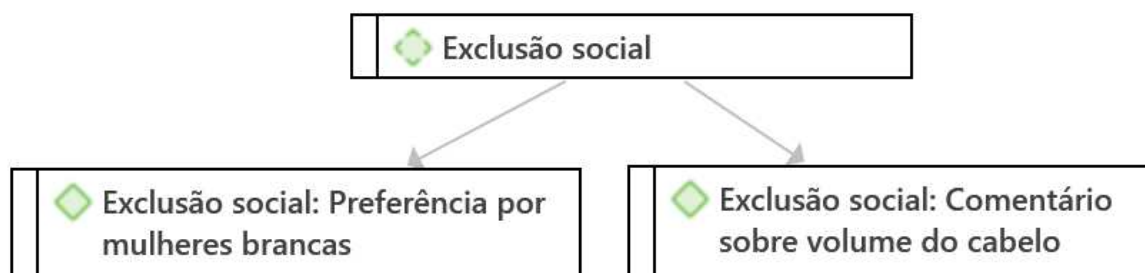 Exclusão social
Exclusão social: Preferência por
mulheres brancas
Exclusão social: Comentário
sobre volume do cabelo